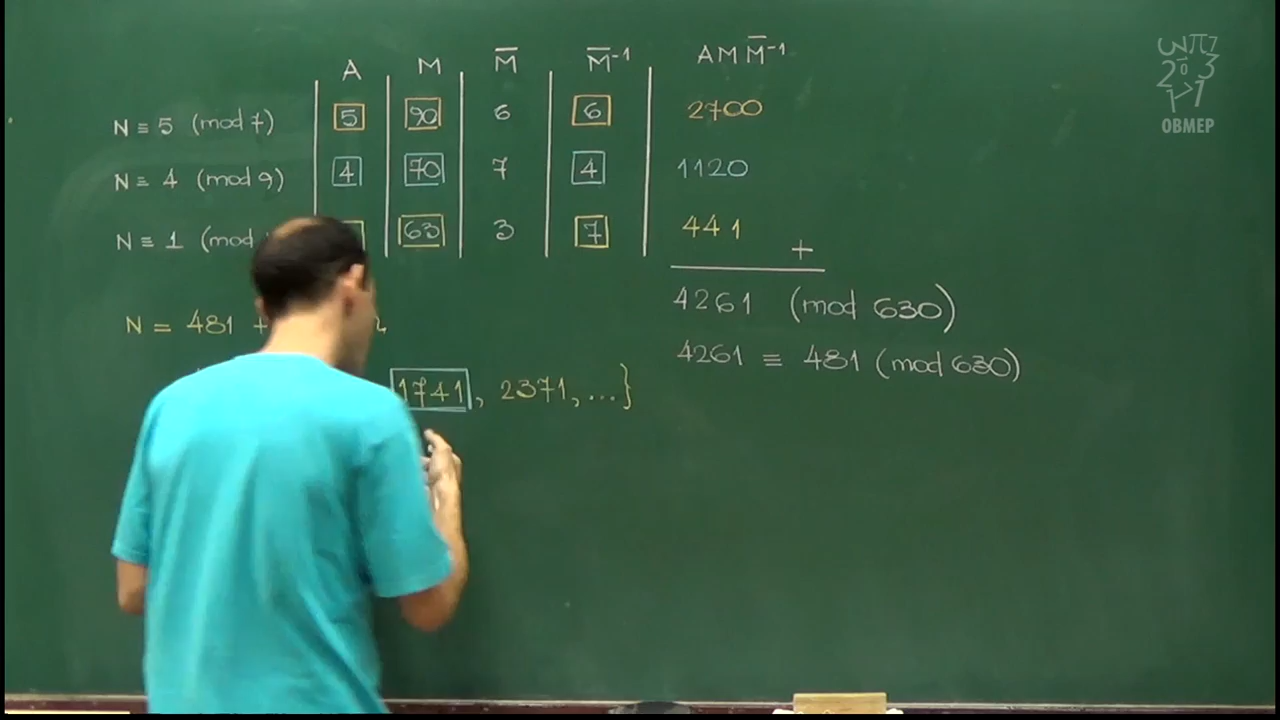 A M M̅ M̅⁻¹ A M M̅⁻¹
N ≡ 5 (mod 7) 5 90 6 6 2700
N ≡ 4 (mod 9) 4 70 7 4 1120
N ≡ 1 (mod 63 3 7 441
+
4261 (mod 630)
N = 481 +
4261 ≡ 481 (mod 630)
1741, 2371, ...}
OBMEP